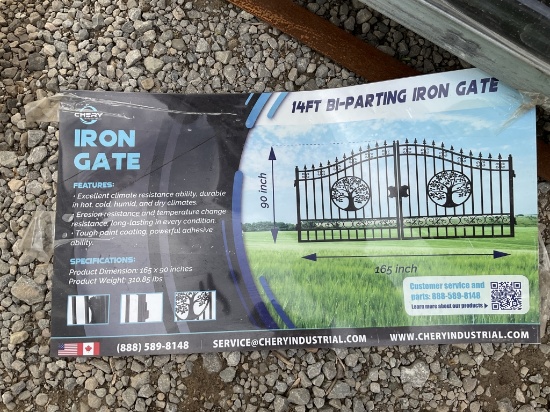 CHERY
IRON
GATE
FEATURES:
• Excellent climate resistance ability, durable
in hot, cold, humid, and dry climates.
• Erosion resistance and temperature change
resistance, long-lasting in every condition.
• Tough paint coating, powerful adhesive
ability.
SPECIFICATIONS:
Product Dimension: 165 x 90 inches
Product Weight: 310.85 lbs
14FT BI-PARTING IRON GATE
90 inch
165 inch
Customer service and
parts: 888-589-8148
Learn more about our products
(888) 589-8148 | SERVICE@CHERYINDUSTRIAL.COM | WWW.CHERYINDUSTRIAL.COM